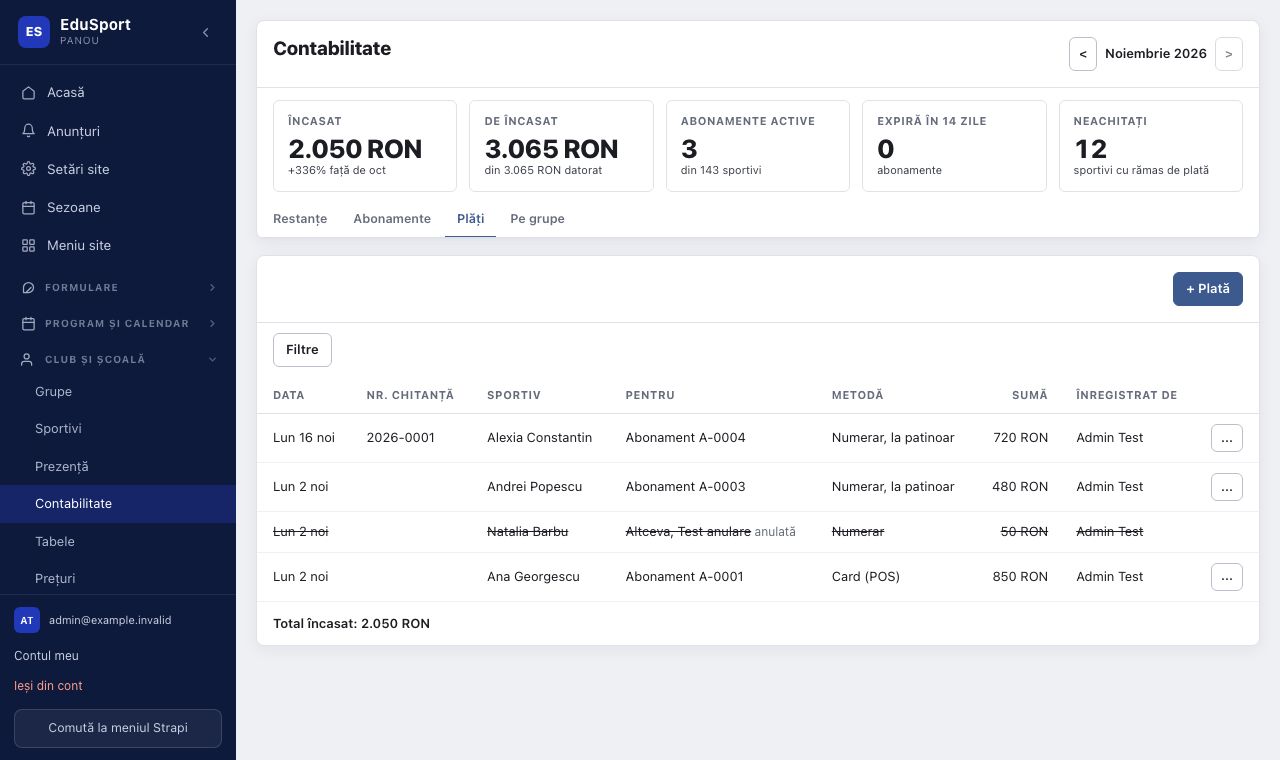 ES
EduSport
PANOU
Acasă
Anunțuri
Setări site
Sezoane
Meniu site
FORMULARE
PROGRAM ȘI CALENDAR
CLUB ȘI ȘCOALĂ
Grupe
Sportivi
Prezență
Contabilitate
Tabele
Prețuri
AT admin@example.invalid
Contul meu
Ieși din cont
Comută la meniul Strapi
Contabilitate
< Noiembrie 2026 >
ÎNCASAT
2.050 RON
+336% față de oct
DE ÎNCASAT
3.065 RON
din 3.065 RON datorat
ABONAMENTE ACTIVE
3
din 143 sportivi
EXPIRĂ ÎN 14 ZILE
0
abonamente
NEACHITAȚI
12
sportivi cu rămas de plată
Restanțe Abonamente Plăți Pe grupe
+ Plată
Filtre
DATA NR. CHITANȚĂ SPORTIV PENTRU METODĂ SUMĂ ÎNREGISTRAT DE
Lun 16 noi 2026-0001 Alexia Constantin Abonament A-0004 Numerar, la patinoar 720 RON Admin Test ...
Lun 2 noi Andrei Popescu Abonament A-0003 Numerar, la patinoar 480 RON Admin Test ...
Lun 2 noi Natalia Barbu Altceva, Test anulare anulată Numerar 50 RON Admin Test
Lun 2 noi Ana Georgescu Abonament A-0001 Card (POS) 850 RON Admin Test ...
Total încasat: 2.050 RON